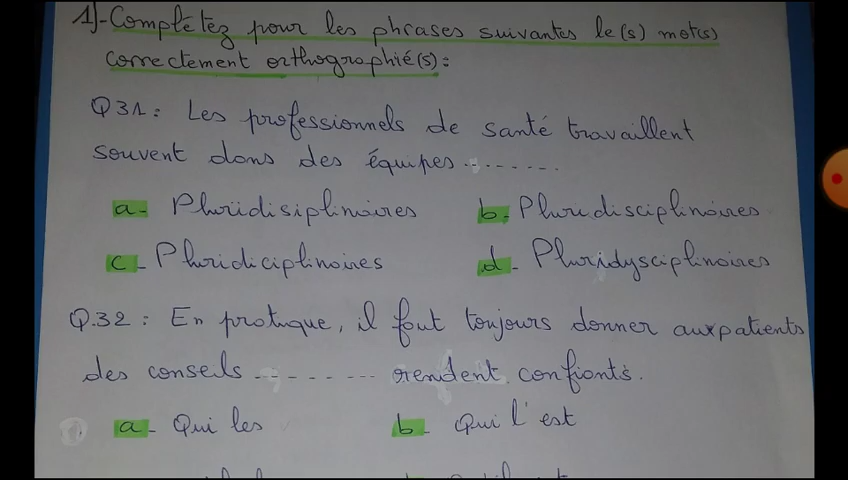 1)-Complétez pour les phrases suivantes le(s) mot(s)
correctement orthographié(s):
Q31: Les professionnels de santé travaillent
souvent dans des équipes..........
a- Pluridisiplinaires
b- Pluridisciplinaires
c- Pluridiciplinaires
d- Pluridysciplinaires
Q.32: En pratique, il faut toujours donner aux patients
des conseils .......... rendent confiants.
a- Qui les
b- Qui l'est